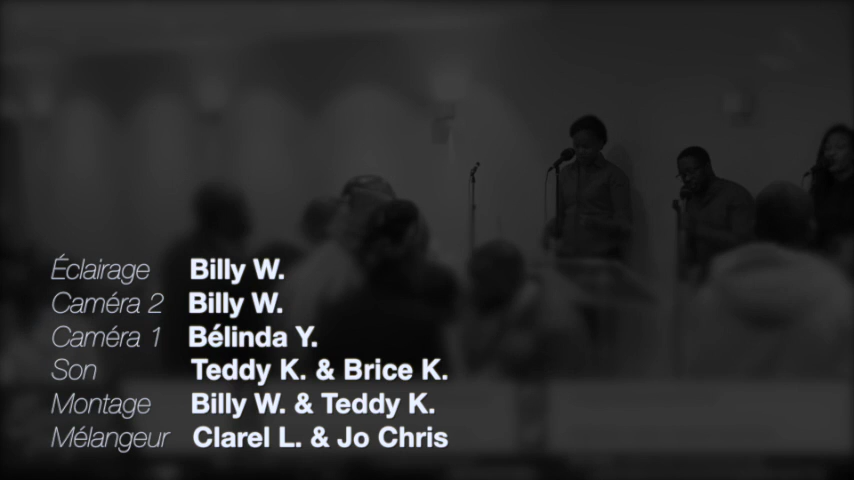 Éclairage Billy W.
Caméra 2 Billy W.
Caméra 1 Bélinda Y.
Son Teddy K. & Brice K.
Montage Billy W. & Teddy K.
Mélangeur Clarel L. & Jo Chris